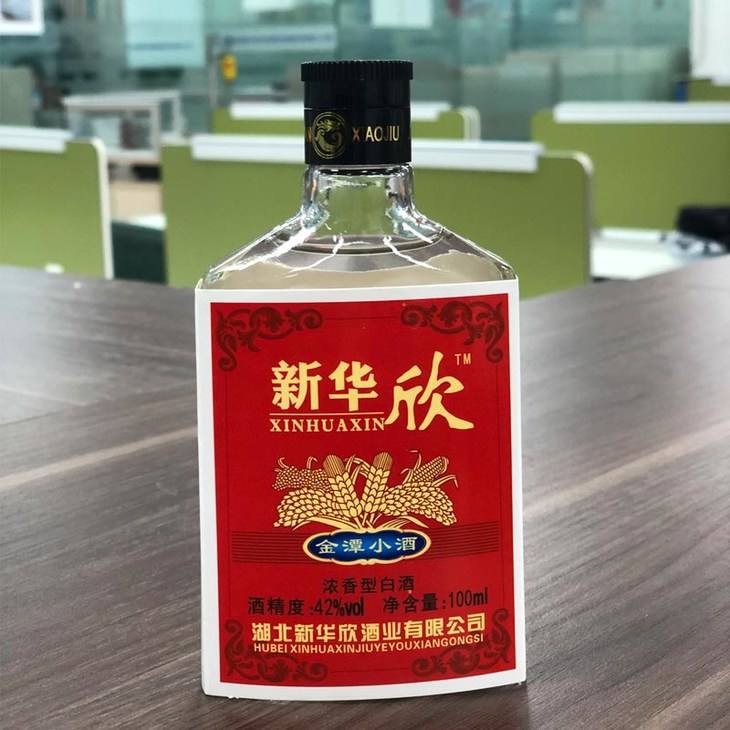 XIAOJIU
新华欣™
XINHUAXIN
金潭小酒
浓香型白酒
酒精度:42%vol 净含量:100ml
湖北新华欣酒业有限公司
HUBEI XINHUAXINJIUYEYOUXIANGONGSI